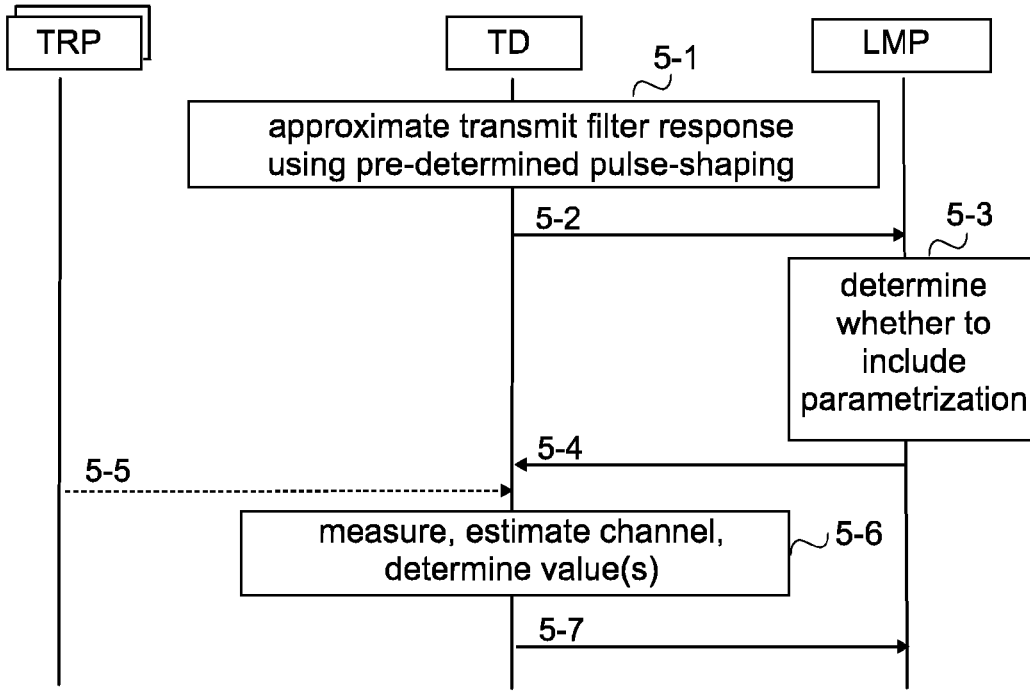 TRP
TD
LMP
5-1
approximate transmit filter response
using pre-determined pulse-shaping
5-2
5-3
determine
whether to
include
parametrization
5-4
5-5
measure, estimate channel,
determine value(s)
5-6
5-7